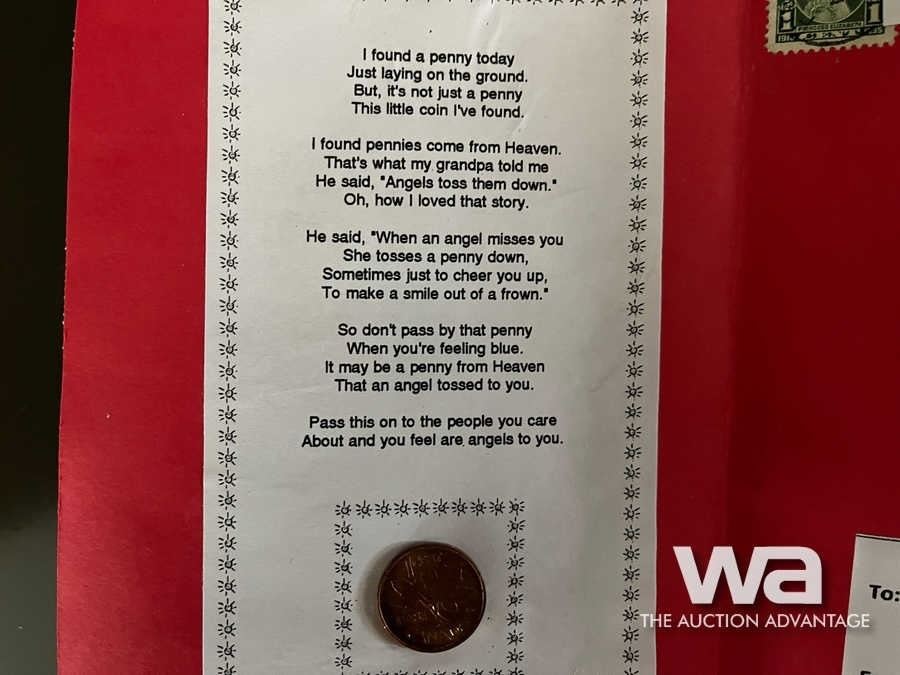 I found a penny today
Just laying on the ground.
But, it's not just a penny
This little coin I've found.
I found pennies come from Heaven.
That's what my grandpa told me
He said, "Angels toss them down."
Oh, how I loved that story.
He said, "When an angel misses you
She tosses a penny down,
Sometimes just to cheer you up,
To make a smile out of a frown."
So don't pass by that penny
When you're feeling blue.
It may be a penny from Heaven
That an angel tossed to you.
Pass this on to the people you care
About and you feel are angels to you.
1 CENT 1
PRINCESS ELIZABETH
To:
wa
THE AUCTION ADVANTAGE